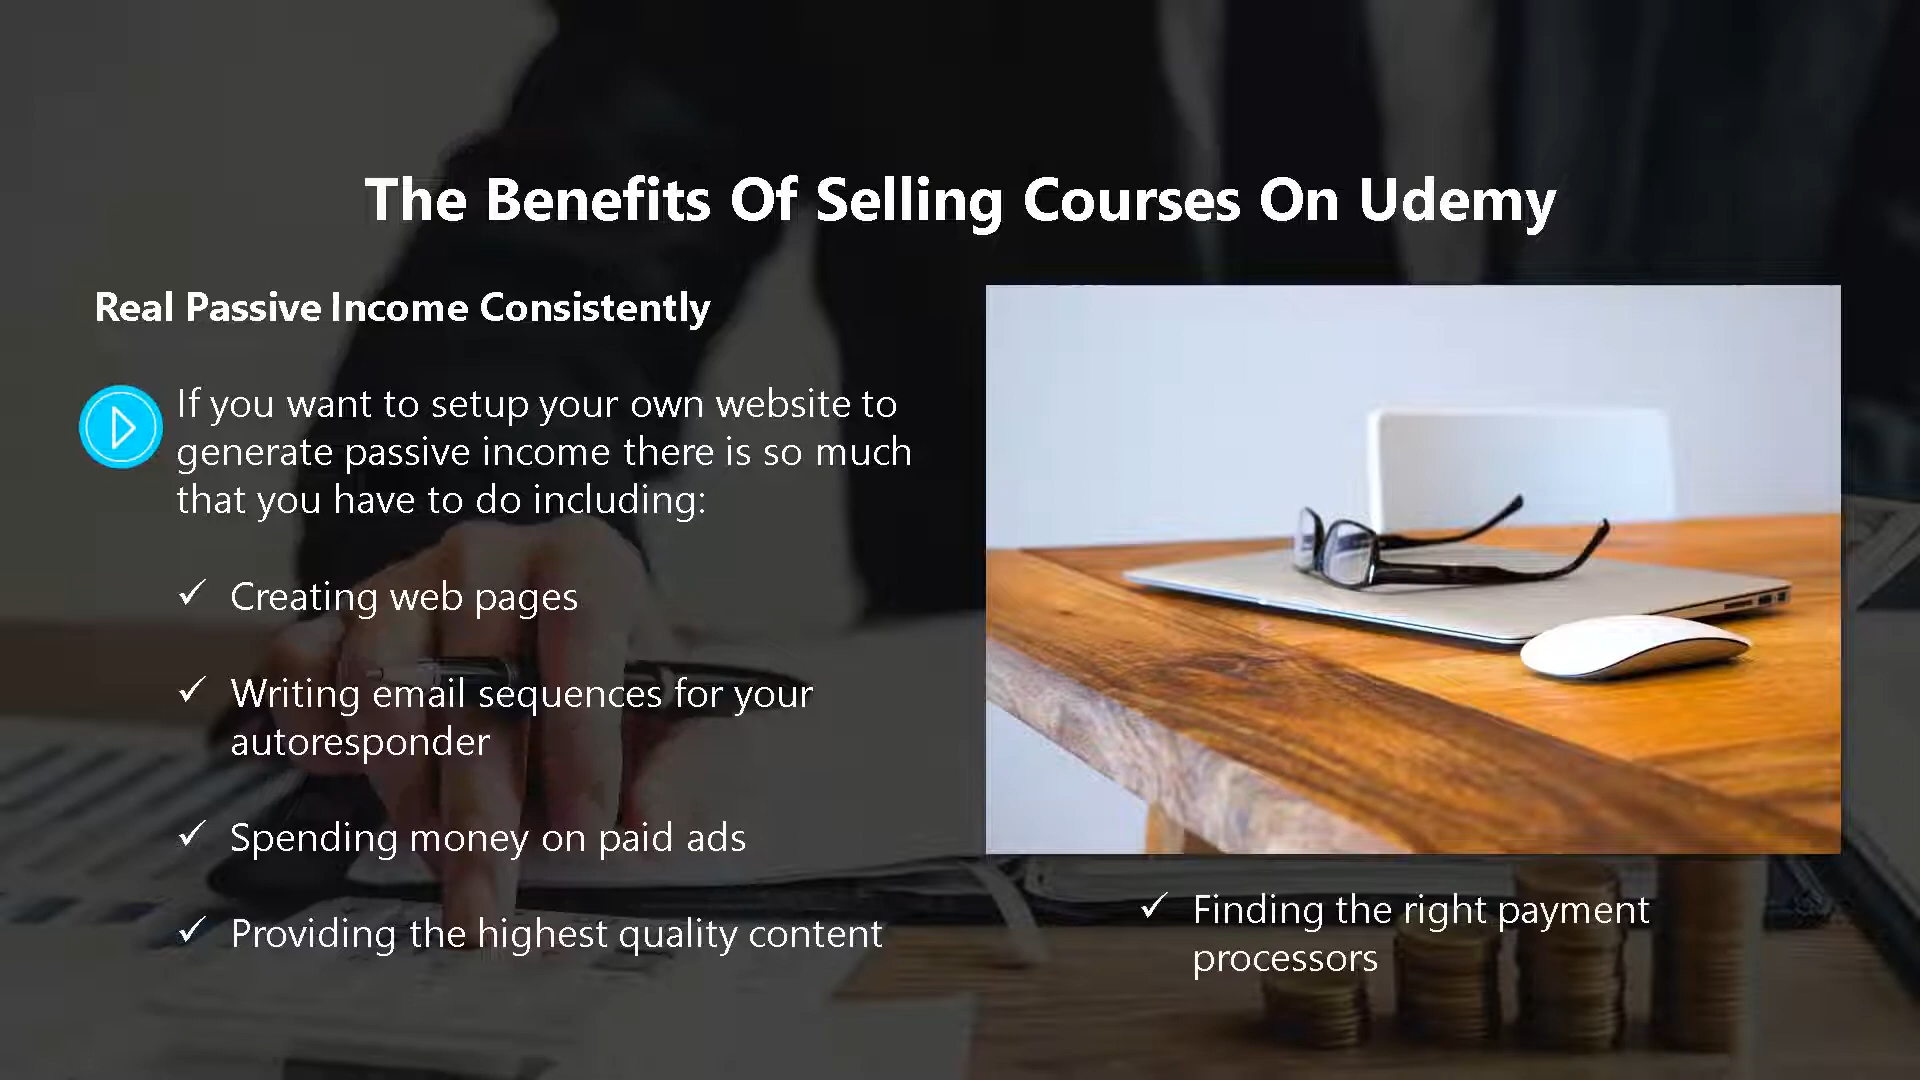 The Benefits Of Selling Courses On Udemy
Real Passive Income Consistently
If you want to setup your own website to
generate passive income there is so much
that you have to do including:
✓ Creating web pages
✓ Writing email sequences for your
autoresponder
✓ Spending money on paid ads
✓ Providing the highest quality content
✓ Finding the right payment
processors